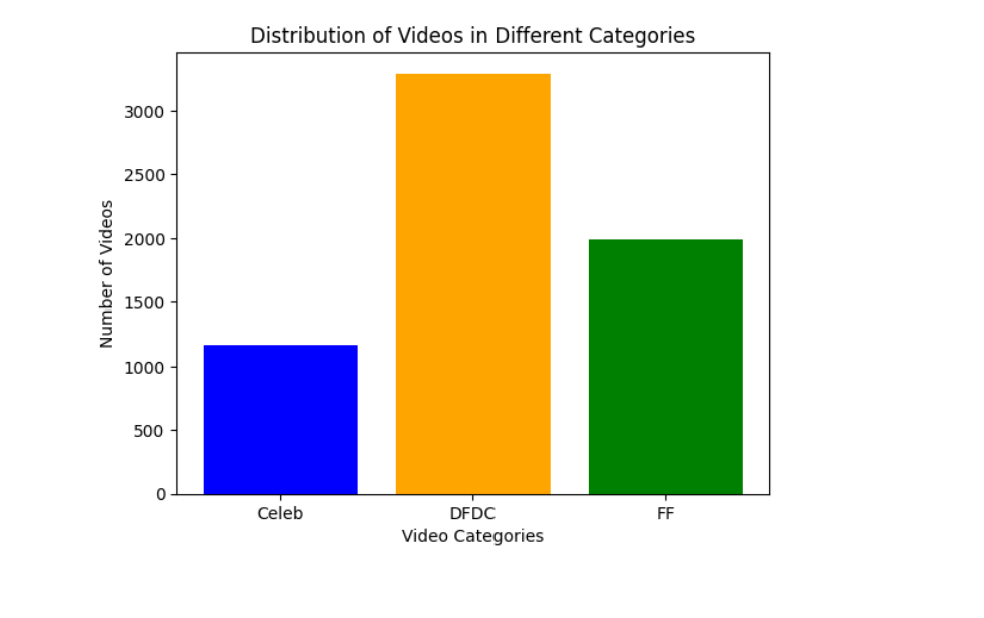 Distribution of Videos in Different Categories
Number of Videos
3000
2500
2000
1500
1000
500
0
Celeb DFDC FF
Video Categories